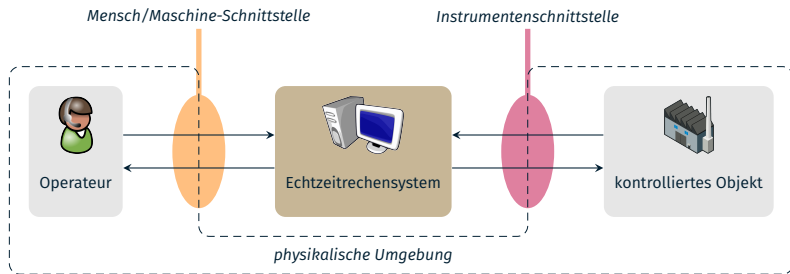 Mensch/Maschine-Schnittstelle
Instrumentenschnittstelle
Operateur
Echtzeitrechensystem
kontrolliertes Objekt
physikalische Umgebung